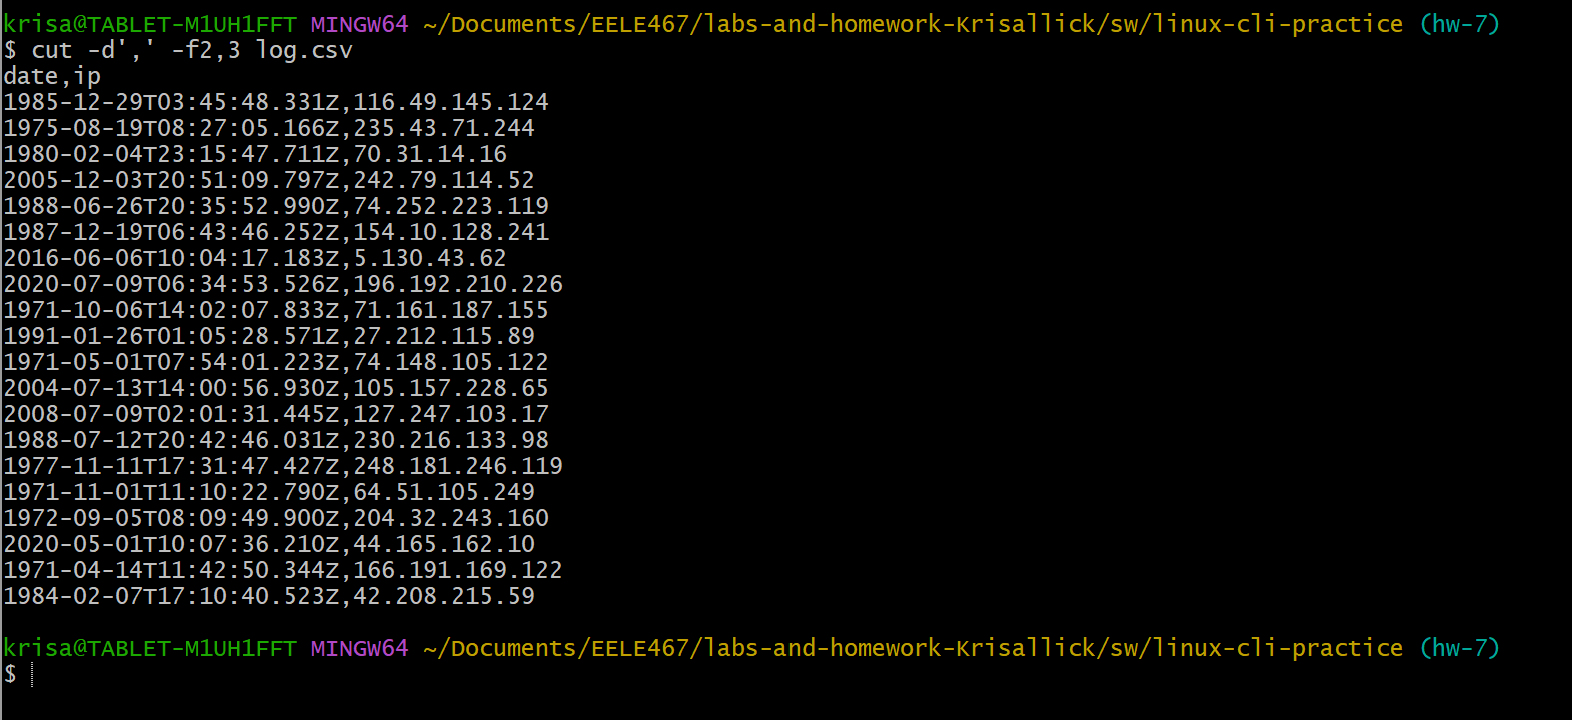 krisa@TABLET-M1UH1FFT MINGW64 ~/Documents/EELE467/labs-and-homework-Krisallick/sw/linux-cli-practice (hw-7)
$ cut -d',' -f2,3 log.csv
date,ip
1985-12-29T03:45:48.331Z,116.49.145.124
1975-08-19T08:27:05.166Z,235.43.71.244
1980-02-04T23:15:47.711Z,70.31.14.16
2005-12-03T20:51:09.797Z,242.79.114.52
1988-06-26T20:35:52.990Z,74.252.223.119
1987-12-19T06:43:46.252Z,154.10.128.241
2016-06-06T10:04:17.183Z,5.130.43.62
2020-07-09T06:34:53.526Z,196.192.210.226
1971-10-06T14:02:07.833Z,71.161.187.155
1991-01-26T01:05:28.571Z,27.212.115.89
1971-05-01T07:54:01.223Z,74.148.105.122
2004-07-13T14:00:56.930Z,105.157.228.65
2008-07-09T02:01:31.445Z,127.247.103.17
1988-07-12T20:42:46.031Z,230.216.133.98
1977-11-11T17:31:47.427Z,248.181.246.119
1971-11-01T11:10:22.790Z,64.51.105.249
1972-09-05T08:09:49.900Z,204.32.243.160
2020-05-01T10:07:36.210Z,44.165.162.10
1971-04-14T11:42:50.344Z,166.191.169.122
1984-02-07T17:10:40.523Z,42.208.215.59
krisa@TABLET-M1UH1FFT MINGW64 ~/Documents/EELE467/labs-and-homework-Krisallick/sw/linux-cli-practice (hw-7)
$